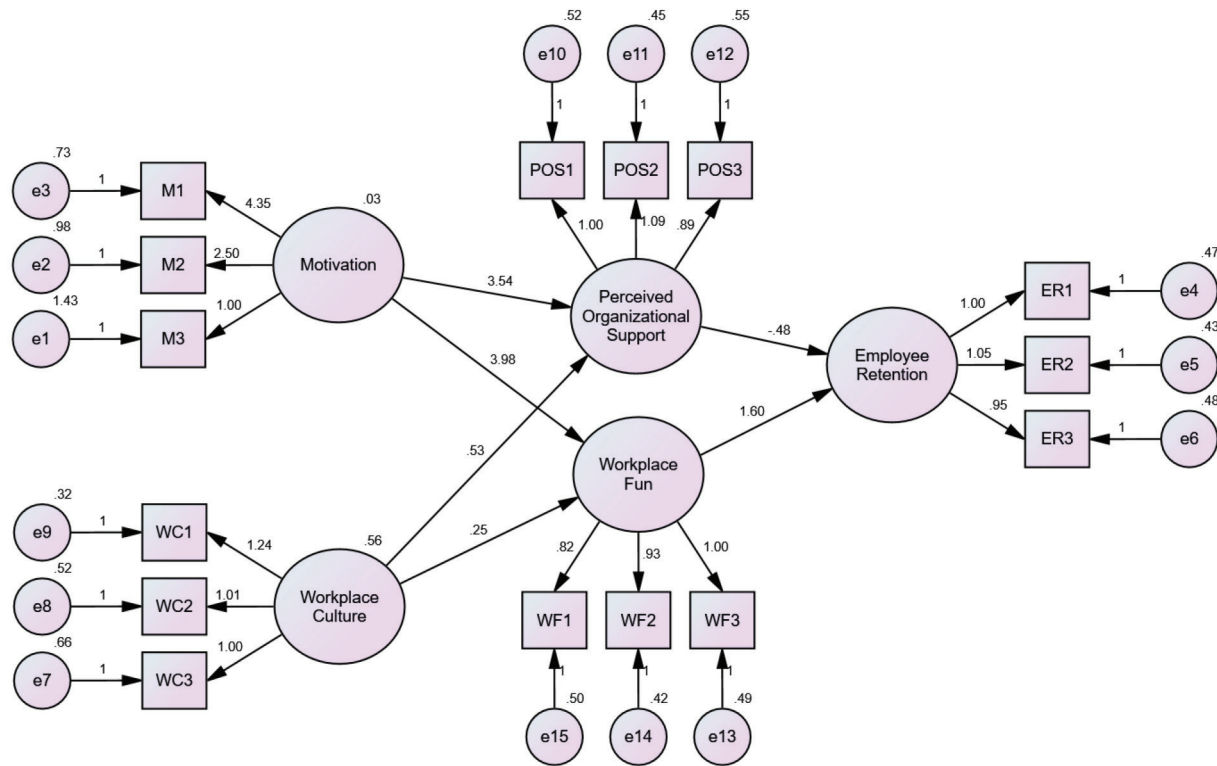 .52
.45
.55
e10
e11
e12
1
1
1
POS1
POS2
POS3
1.00
1.09
.89
.73
e3
1
M1
4.35
.98
e2
1
M2
2.50
1.43
e1
1
M3
1.00
.03
Motivation
3.54
3.98
Perceived
Organizational
Support
-.48
.53
.32
e9
1
WC1
1.24
.52
e8
1
WC2
1.01
.66
e7
1
WC3
1.00
.56
Workplace
Culture
.25
Workplace
Fun
1.60
.82
.93
1.00
WF1
WF2
WF3
1
1
1
.50
.42
.49
e15
e14
e13
Employee
Retention
1.00
ER1
1
.47
e4
1.05
ER2
1
.43
e5
.95
ER3
1
.48
e6